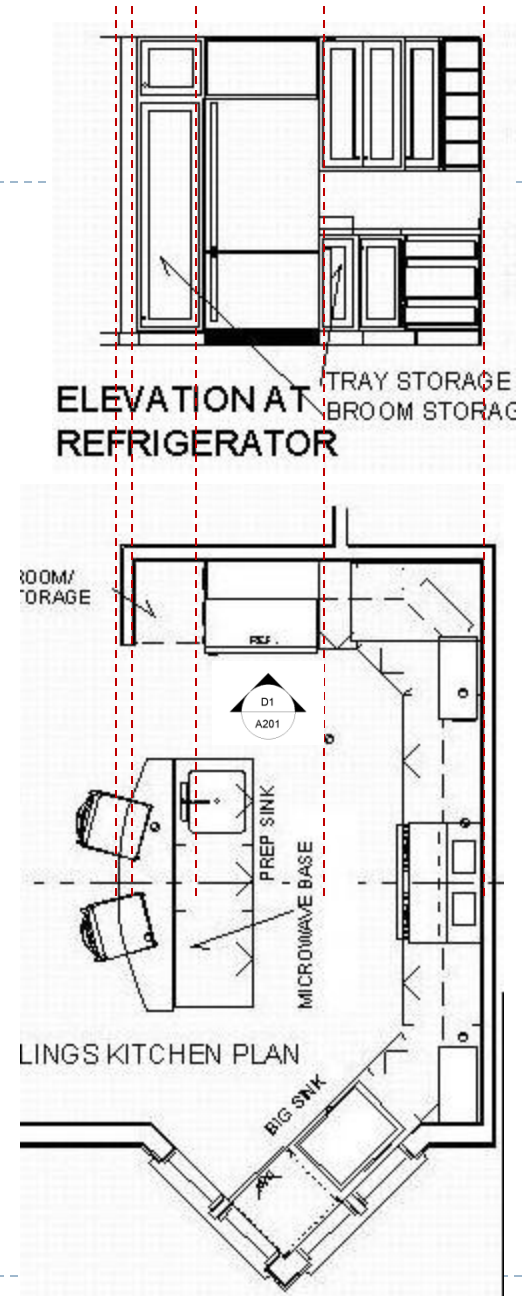 TRAY STORAGE
BROOM STORAG
ELEVATION AT
REFRIGERATOR
ROOM/
TORAGE
REF.
D1
A201
PREP SINK
MICROWAVE BASE
LINGS KITCHEN PLAN
BIG SINK